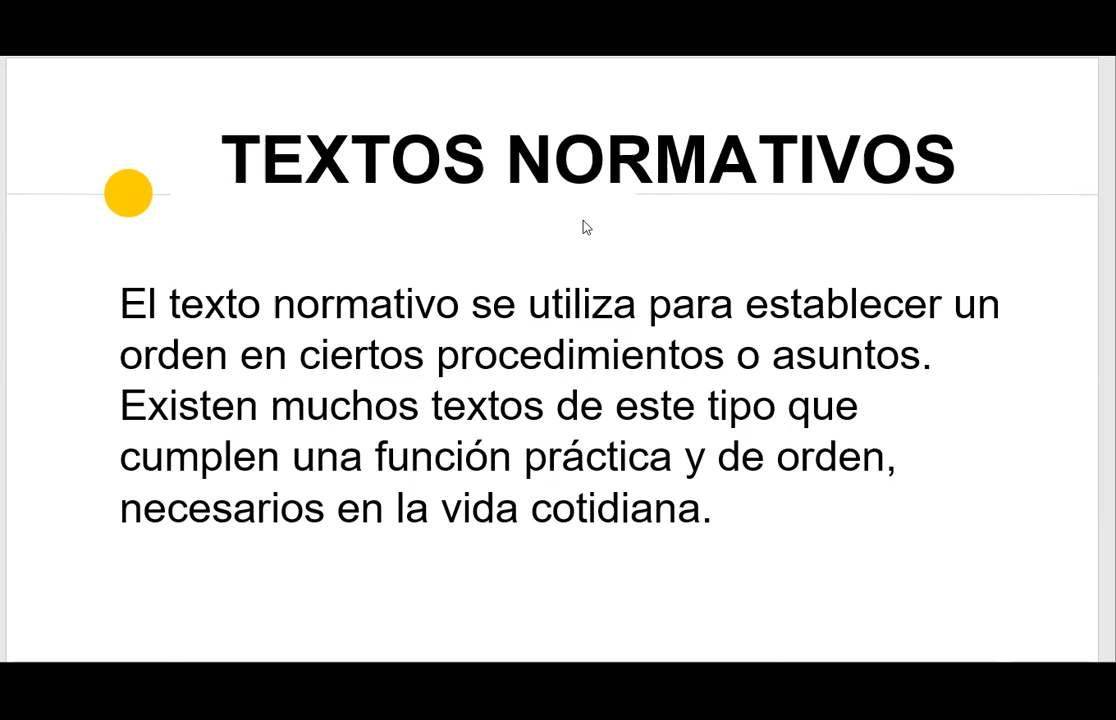 TEXTOS NORMATIVOS
El texto normativo se utiliza para establecer un
orden en ciertos procedimientos o asuntos.
Existen muchos textos de este tipo que
cumplen una función práctica y de orden,
necesarios en la vida cotidiana.